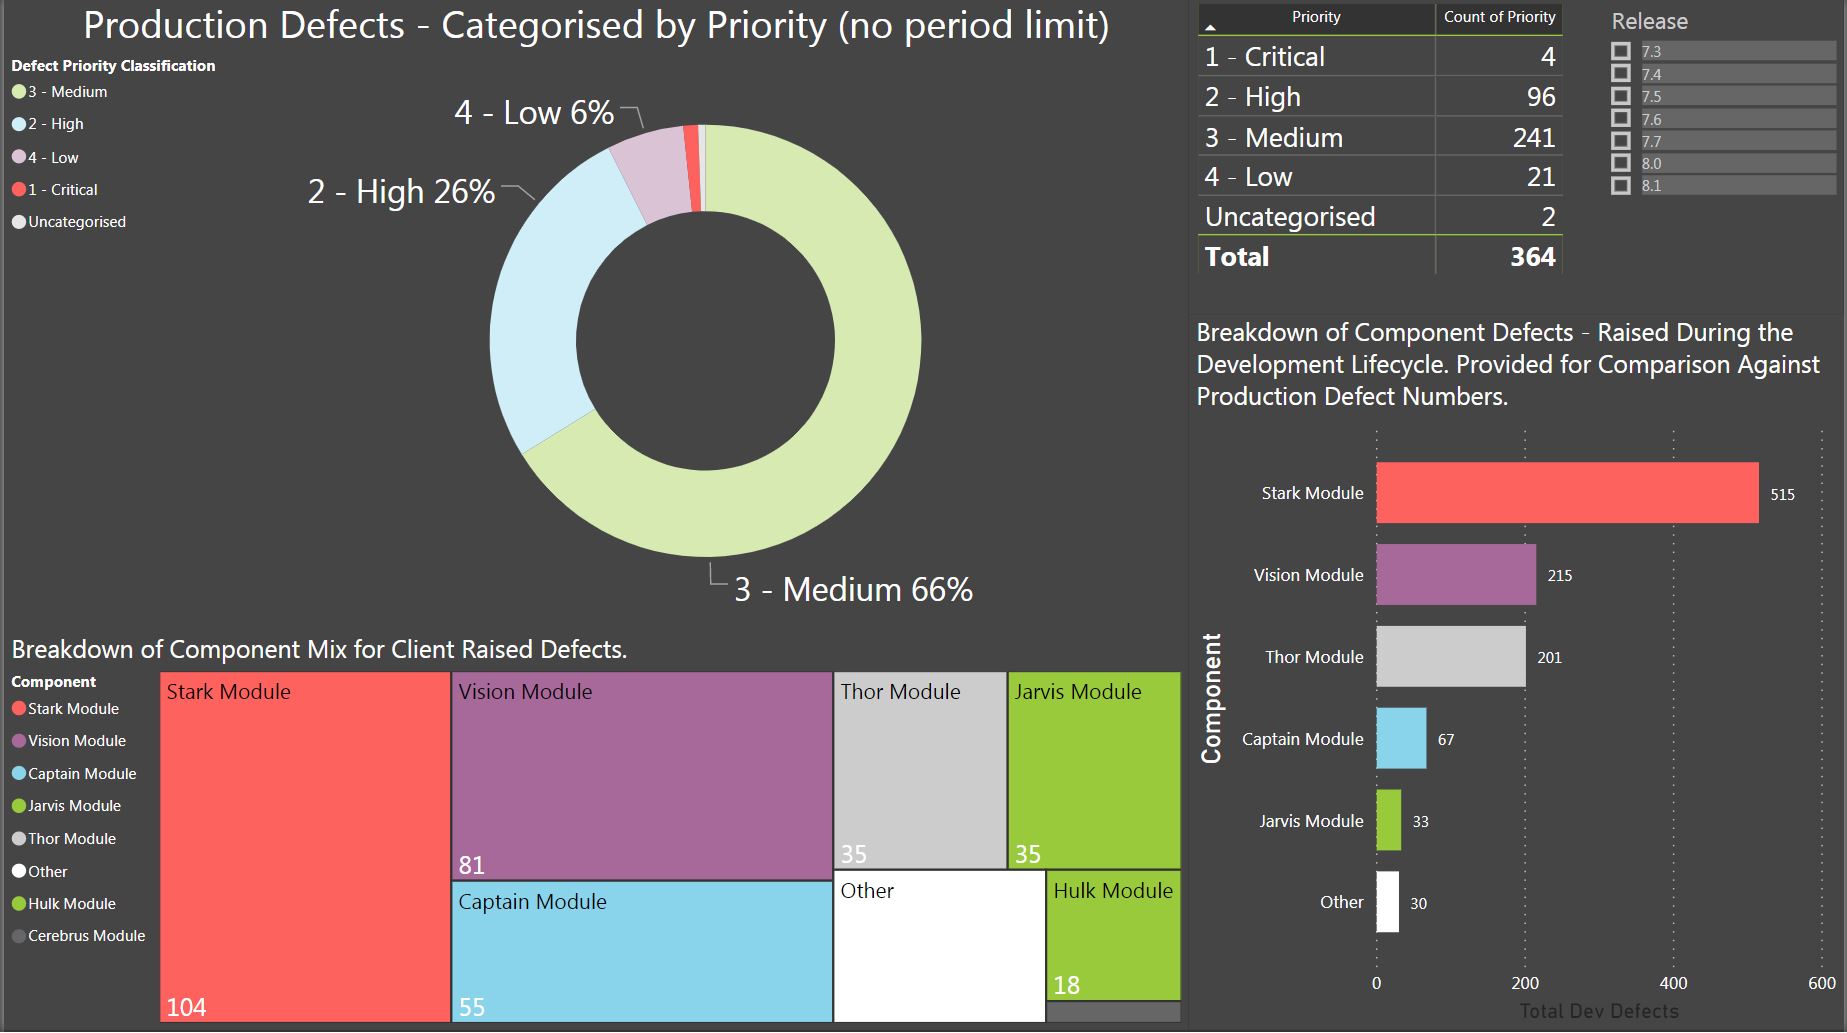 Production Defects - Categorised by Priority (no period limit)
Defect Priority Classification
3 - Medium
2 - High
4 - Low
1 - Critical
Uncategorised
4 - Low 6%
2 - High 26%
3 - Medium 66%
Priority Count of Priority
1 - Critical 4
2 - High 96
3 - Medium 241
4 - Low 21
Uncategorised 2
Total 364
Release
7.3
7.4
7.5
7.6
7.7
8.0
8.1
Breakdown of Component Defects - Raised During the
Development Lifecycle. Provided for Comparison Against
Production Defect Numbers.
Component
Stark Module 515
Vision Module 215
Thor Module 201
Captain Module 67
Jarvis Module 33
Other 30
0 200 400 600
Total Dev Defects
Breakdown of Component Mix for Client Raised Defects.
Component
Stark Module
Vision Module
Captain Module
Jarvis Module
Thor Module
Other
Hulk Module
Cerebrus Module
Stark Module
104
Vision Module
81
Captain Module
55
Thor Module
35
Jarvis Module
35
Other
Hulk Module
18